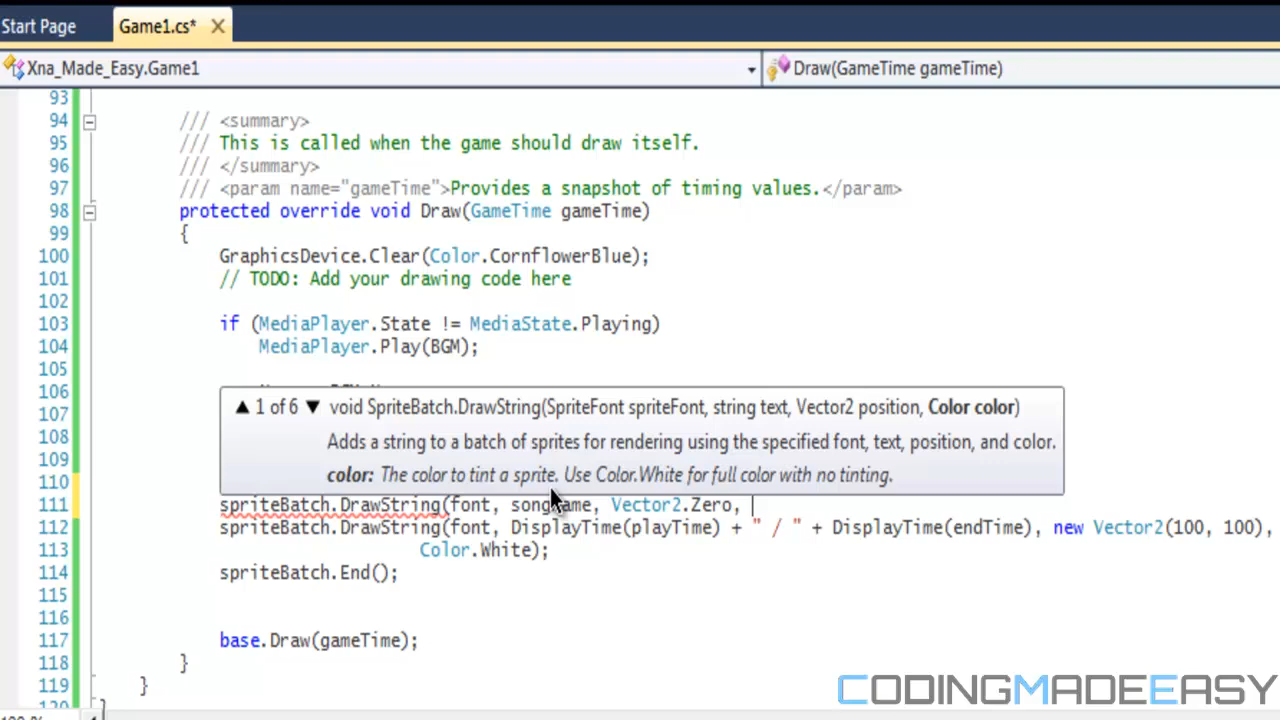 Start Page Game1.cs* X
Xna_Made_Easy.Game1 Draw(GameTime gameTime)
93
94 /// <summary>
95 /// This is called when the game should draw itself.
96 /// </summary>
97 /// <param name="gameTime">Provides a snapshot of timing values.</param>
98 protected override void Draw(GameTime gameTime)
99 {
100 GraphicsDevice.Clear(Color.CornflowerBlue);
101 // TODO: Add your drawing code here
102
103 if (MediaPlayer.State != MediaState.Playing)
104 MediaPlayer.Play(BGM);
105
106
107 ▲ 1 of 6 ▼ void SpriteBatch.DrawString(SpriteFont spriteFont, string text, Vector2 position, Color color)
108 Adds a string to a batch of sprites for rendering using the specified font, text, position, and color.
109 color: The color to tint a sprite. Use Color.White for full color with no tinting.
110
111 spriteBatch.DrawString(font, songName, Vector2.Zero,
112 spriteBatch.DrawString(font, DisplayTime(playTime) + " / " + DisplayTime(endTime), new Vector2(100, 100),
113 Color.White);
114 spriteBatch.End();
115
116
117 base.Draw(gameTime);
118 }
119 }
120 }
CODINGMADEEASY